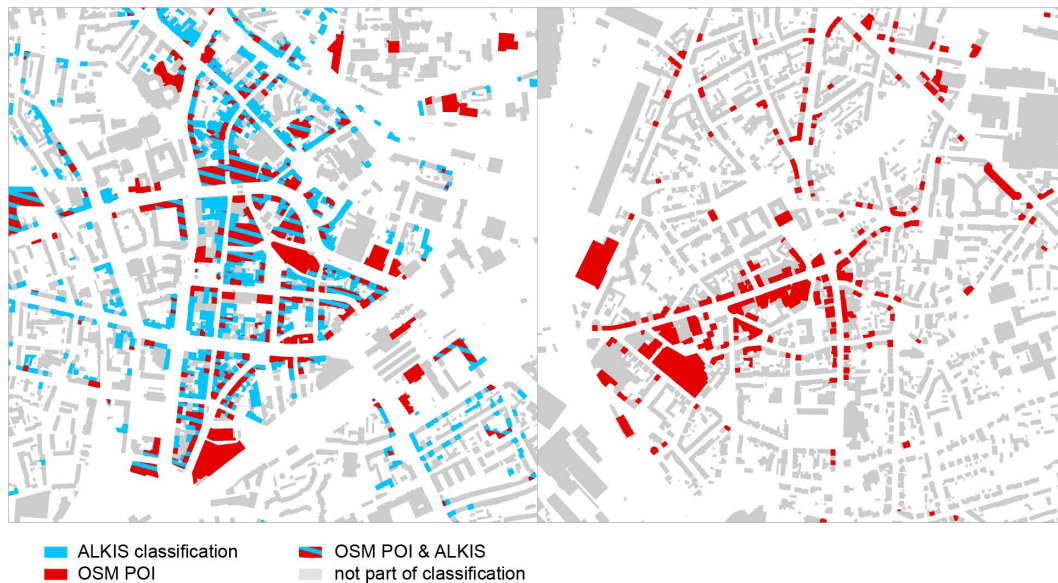 ALKIS classification
OSM POI & ALKIS
OSM POI
not part of classification